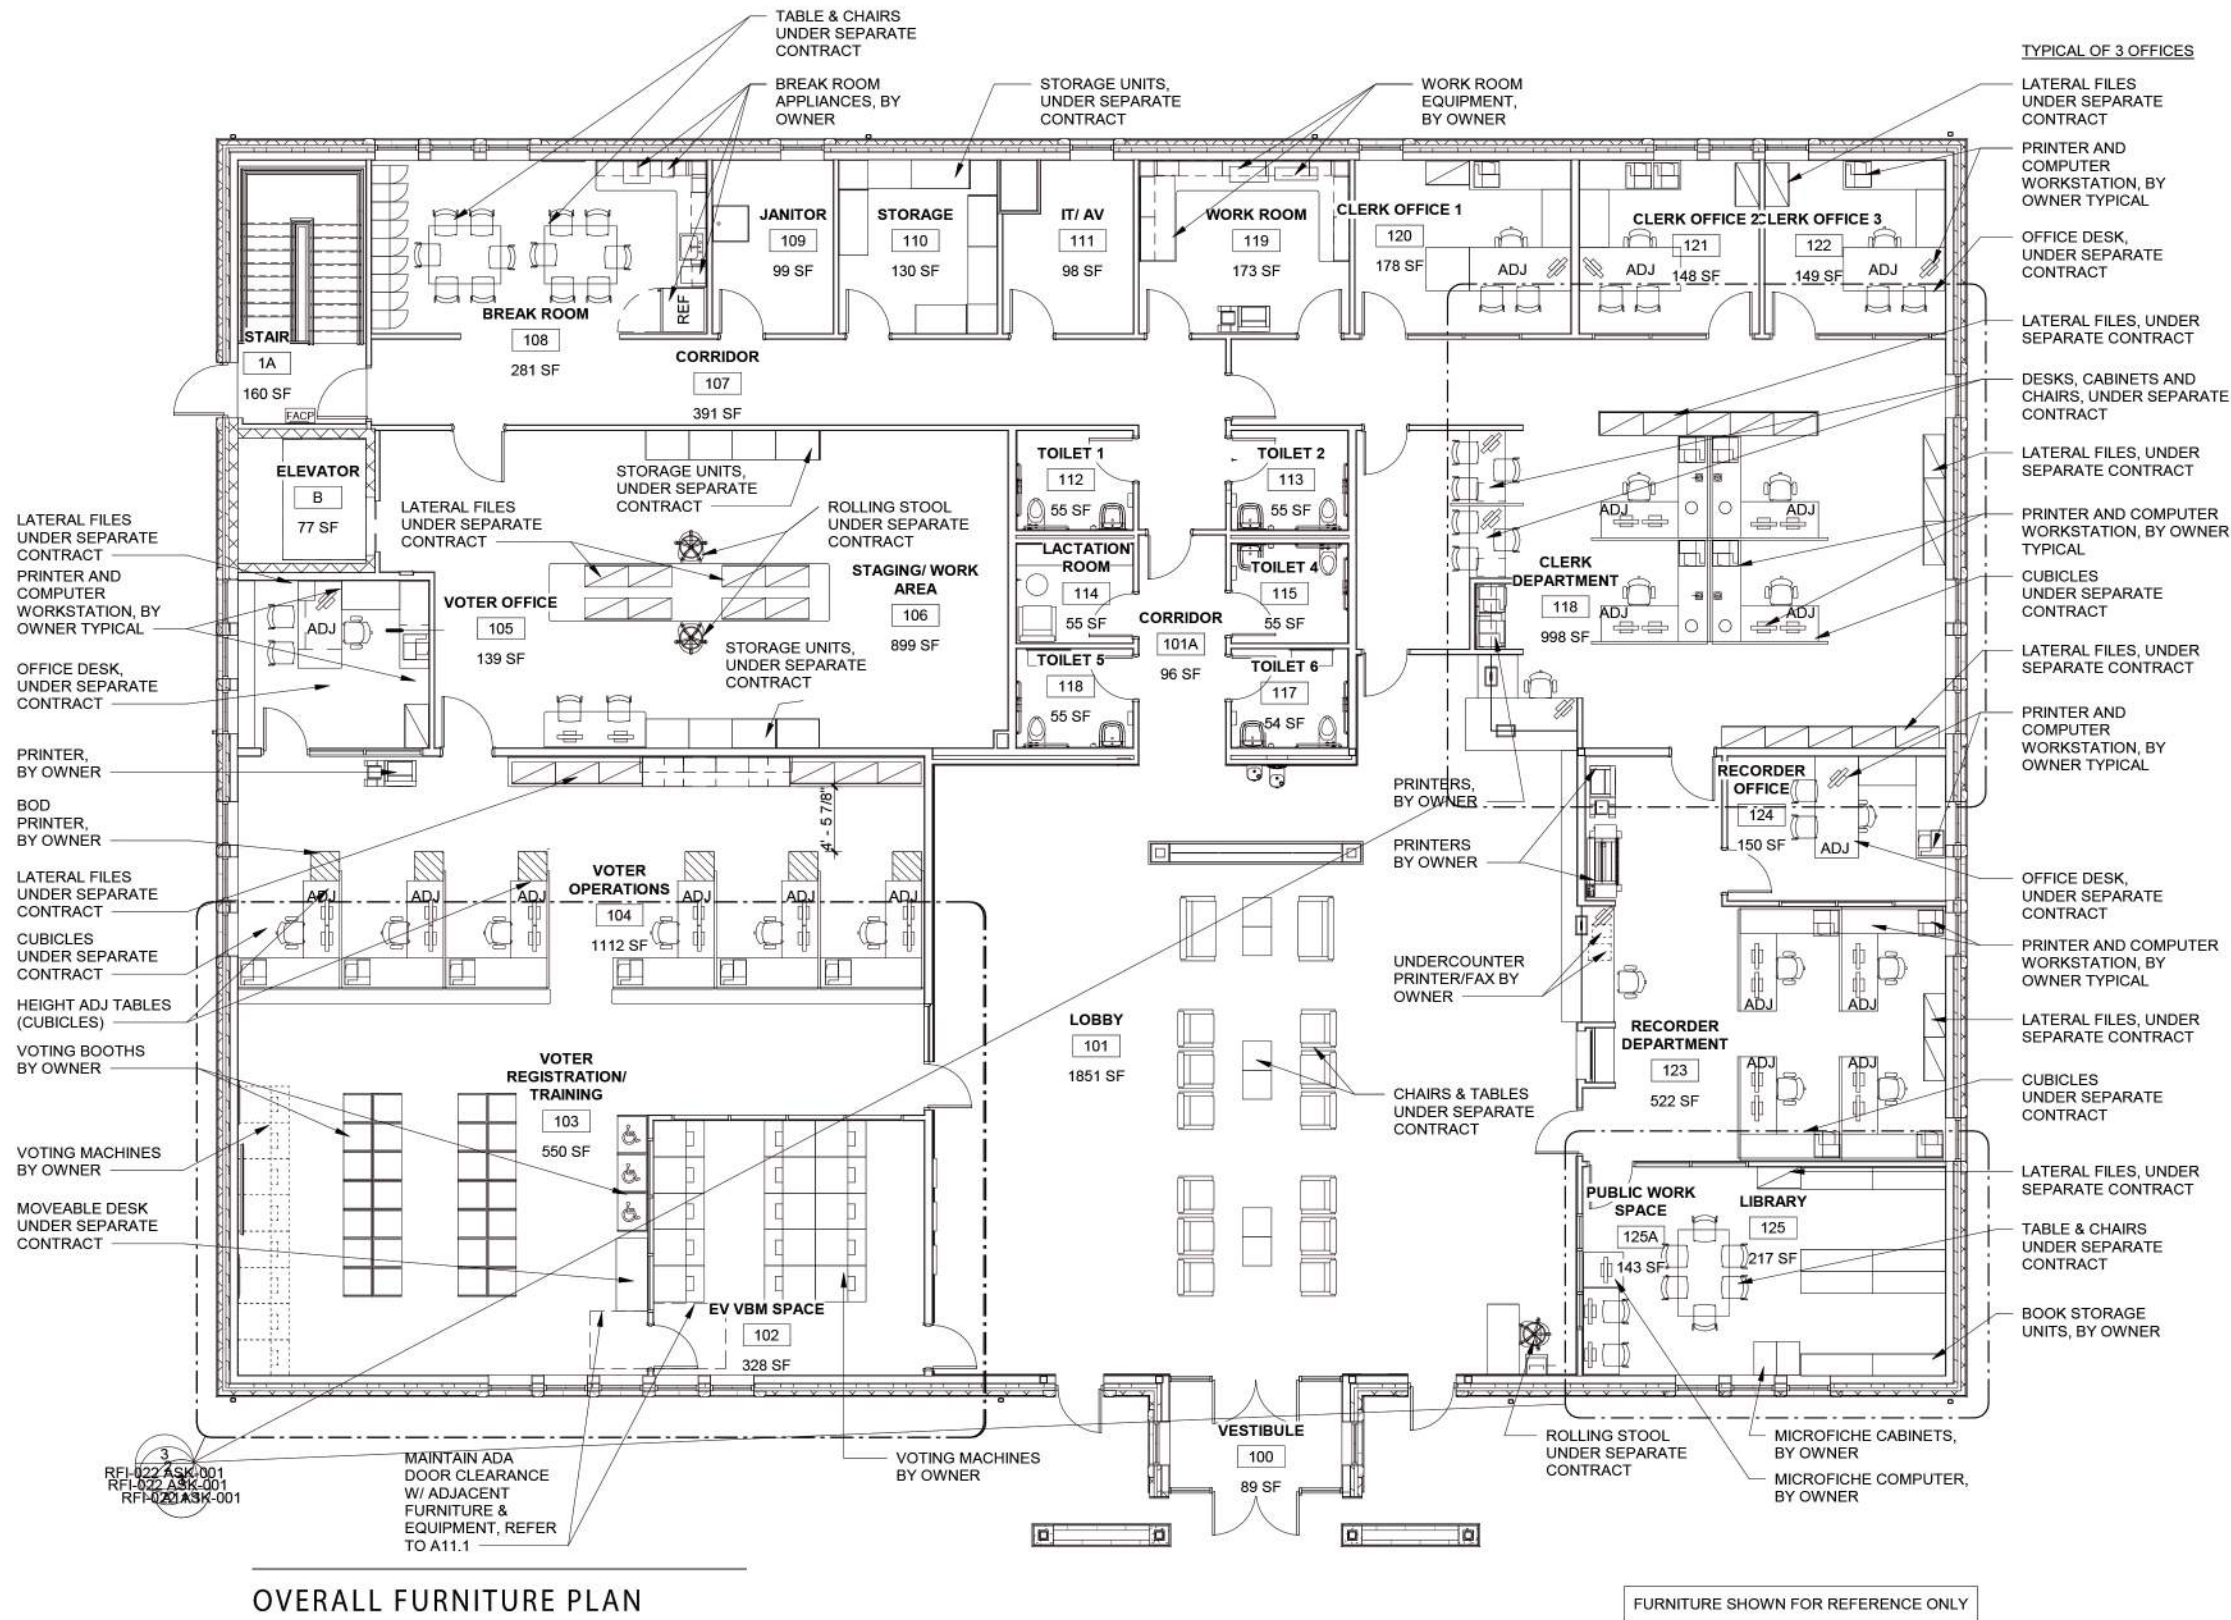 TABLE & CHAIRS
UNDER SEPARATE
CONTRACT
BREAK ROOM
APPLIANCES, BY
OWNER
STORAGE UNITS,
UNDER SEPARATE
CONTRACT
WORK ROOM
EQUIPMENT,
BY OWNER
TYPICAL OF 3 OFFICES
LATERAL FILES
UNDER SEPARATE
CONTRACT
PRINTER AND
COMPUTER
WORKSTATION, BY
OWNER TYPICAL
OFFICE DESK,
UNDER SEPARATE
CONTRACT
LATERAL FILES, UNDER
SEPARATE CONTRACT
DESKS, CABINETS AND
CHAIRS, UNDER SEPARATE
CONTRACT
LATERAL FILES, UNDER
SEPARATE CONTRACT
PRINTER AND COMPUTER
WORKSTATION, BY OWNER
TYPICAL
CUBICLES
UNDER SEPARATE
CONTRACT
LATERAL FILES, UNDER
SEPARATE CONTRACT
PRINTER AND
COMPUTER
WORKSTATION, BY
OWNER TYPICAL
OFFICE DESK,
UNDER SEPARATE
CONTRACT
PRINTER AND COMPUTER
WORKSTATION, BY
OWNER TYPICAL
LATERAL FILES, UNDER
SEPARATE CONTRACT
CUBICLES
UNDER SEPARATE
CONTRACT
LATERAL FILES, UNDER
SEPARATE CONTRACT
TABLE & CHAIRS
UNDER SEPARATE
CONTRACT
BOOK STORAGE
UNITS, BY OWNER
STAIR
1A
160 SF
FACP
BREAK ROOM
108
281 SF
REF
JANITOR
109
99 SF
STORAGE
110
130 SF
IT/ AV
111
98 SF
WORK ROOM
119
173 SF
CLERK OFFICE 1
120
178 SF
ADJ
CLERK OFFICE 2
121
148 SF
ADJ
CLERK OFFICE 3
122
149 SF
ADJ
CORRIDOR
107
391 SF
ELEVATOR
B
77 SF
LATERAL FILES
UNDER SEPARATE
CONTRACT
STORAGE UNITS,
UNDER SEPARATE
CONTRACT
ROLLING STOOL
UNDER SEPARATE
CONTRACT
STAGING/ WORK
AREA
106
899 SF
STORAGE UNITS,
UNDER SEPARATE
CONTRACT
VOTER OFFICE
105
139 SF
ADJ
TOILET 1
112
55 SF
TOILET 2
113
55 SF
LACTATION
ROOM
114
55 SF
TOILET 4
115
55 SF
CORRIDOR
101A
96 SF
TOILET 5
118
55 SF
TOILET 6
117
54 SF
CLERK
DEPARTMENT
118
998 SF
ADJ
ADJ
ADJ
ADJ
LATERAL FILES
UNDER SEPARATE
CONTRACT
PRINTER AND
COMPUTER
WORKSTATION, BY
OWNER TYPICAL
OFFICE DESK,
UNDER SEPARATE
CONTRACT
PRINTER,
BY OWNER
BOD
PRINTER,
BY OWNER
LATERAL FILES
UNDER SEPARATE
CONTRACT
CUBICLES
UNDER SEPARATE
CONTRACT
HEIGHT ADJ TABLES
(CUBICLES)
VOTING BOOTHS
BY OWNER
VOTING MACHINES
BY OWNER
MOVEABLE DESK
UNDER SEPARATE
CONTRACT
4' - 5 7/8"
VOTER
OPERATIONS
104
1112 SF
ADJ
ADJ
ADJ
ADJ
ADJ
ADJ
VOTER
REGISTRATION/
TRAINING
103
550 SF
EV VBM SPACE
102
328 SF
LOBBY
101
1851 SF
PRINTERS,
BY OWNER
PRINTERS
BY OWNER
UNDERCOUNTER
PRINTER/FAX BY
OWNER
CHAIRS & TABLES
UNDER SEPARATE
CONTRACT
RECORDER
OFFICE
124
150 SF
ADJ
RECORDER
DEPARTMENT
123
522 SF
ADJ
ADJ
ADJ
ADJ
PUBLIC WORK
SPACE
125A
143 SF
LIBRARY
125
217 SF
VESTIBULE
100
89 SF
3
RFI-022 ASK-001
RFI-022 ASK-001
MAINTAIN ADA
DOOR CLEARANCE
W/ ADJACENT
FURNITURE &
EQUIPMENT, REFER
TO A11.1
VOTING MACHINES
BY OWNER
ROLLING STOOL
UNDER SEPARATE
CONTRACT
MICROFICHE CABINETS,
BY OWNER
MICROFICHE COMPUTER,
BY OWNER
OVERALL FURNITURE PLAN
FURNITURE SHOWN FOR REFERENCE ONLY